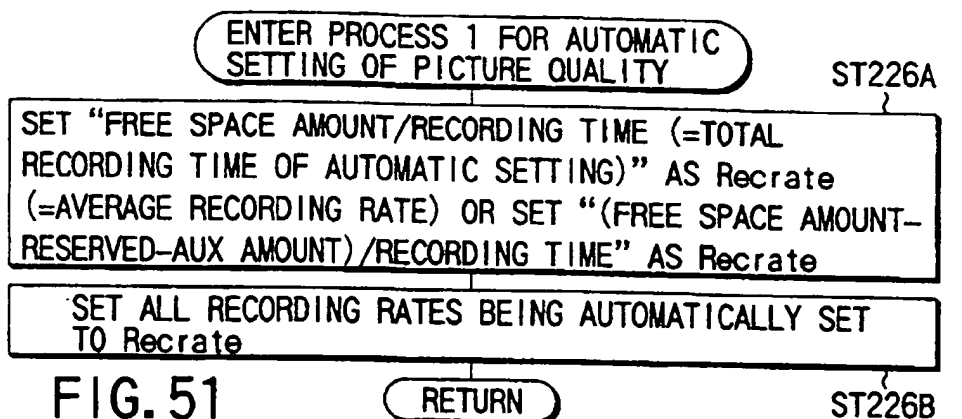 ENTER PROCESS 1 FOR AUTOMATIC
SETTING OF PICTURE QUALITY
ST226A
SET “FREE SPACE AMOUNT/RECORDING TIME (=TOTAL
RECORDING TIME OF AUTOMATIC SETTING)” AS Recrate
(=AVERAGE RECORDING RATE) OR SET “(FREE SPACE AMOUNT–
RESERVED–AUX AMOUNT)/RECORDING TIME” AS Recrate
SET ALL RECORDING RATES BEING AUTOMATICALLY SET
TO Recrate
FIG. 51
RETURN
ST226B